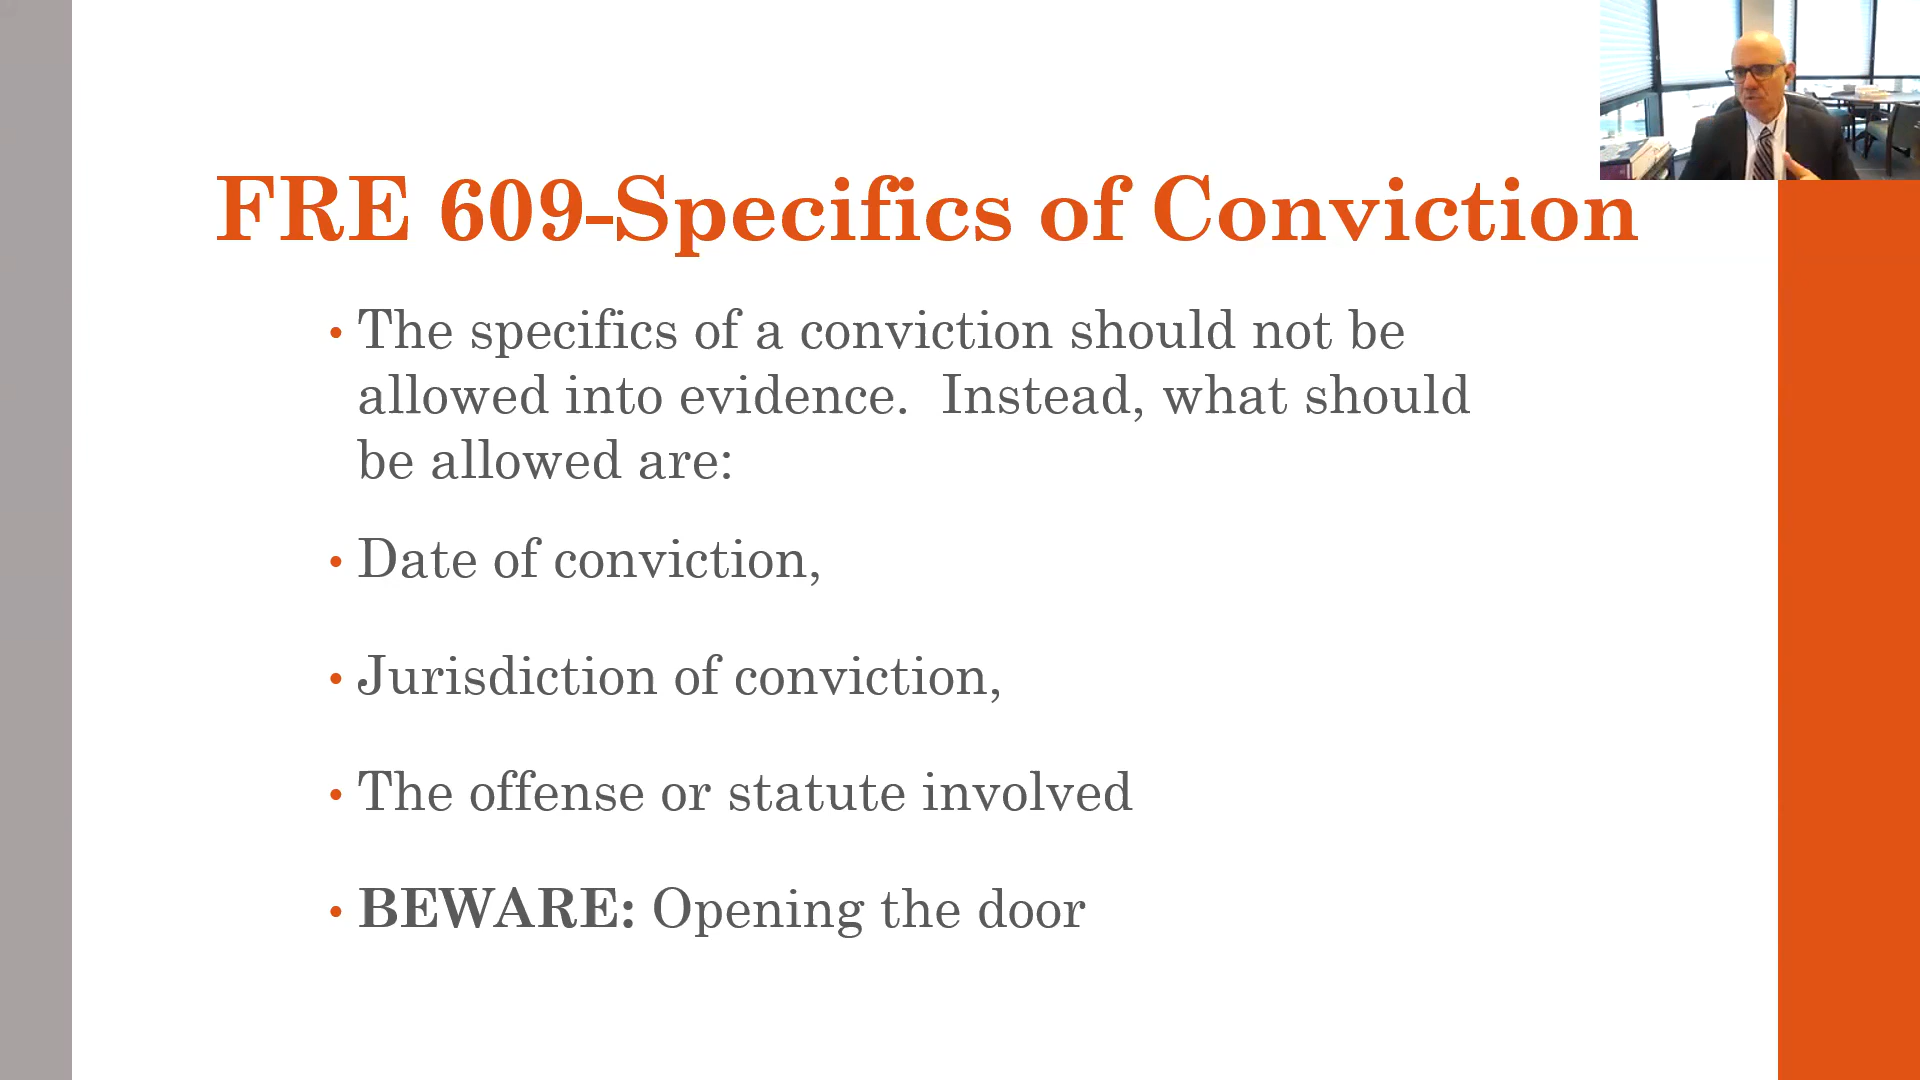 FRE 609-Specifics of Conviction
• The specifics of a conviction should not be
allowed into evidence.  Instead, what should
be allowed are:
• Date of conviction,
• Jurisdiction of conviction,
• The offense or statute involved
• BEWARE: Opening the door